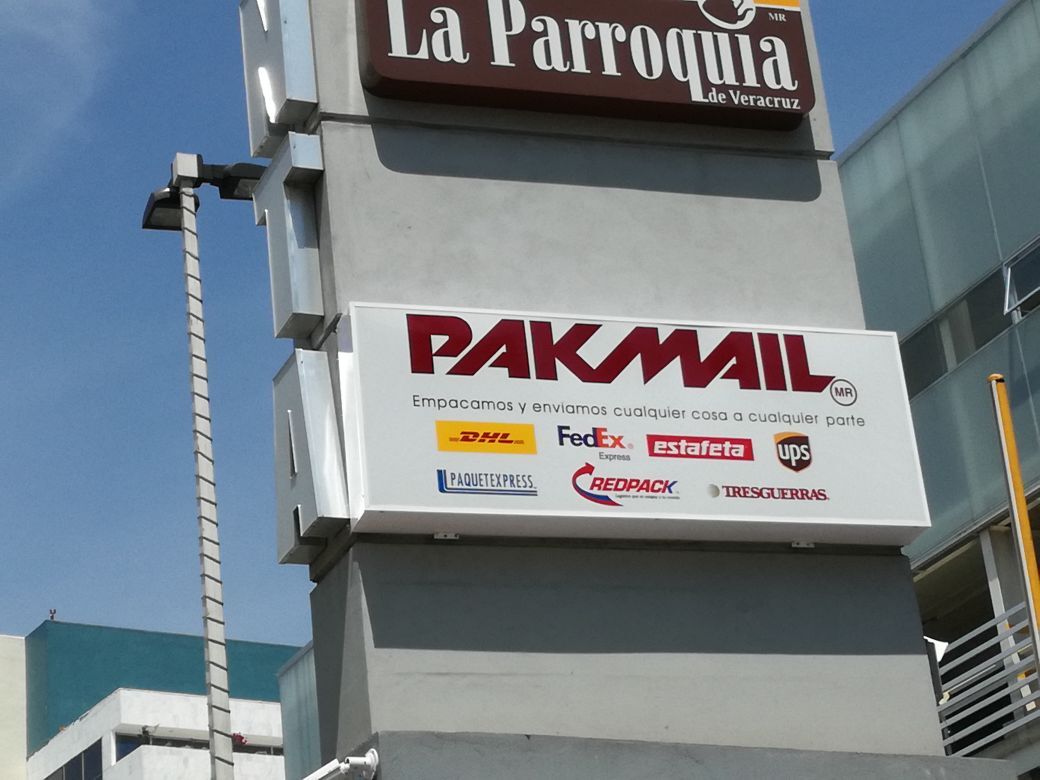 MR
La Parroquia
de Veracruz
PAKMAIL
MR
Empacamos y enviamos cualquier cosa a cualquier parte
DHL
FedEx
Express
estafeta
ups
PAQUETEXPRESS
REDPACK
TRESGUERRAS